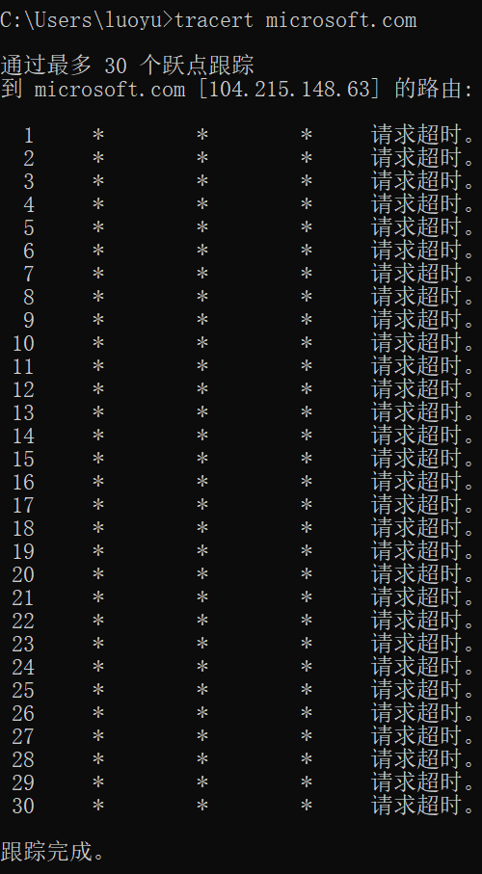 C:\Users\luoyu>tracert microsoft.com
通过最多 30 个跃点跟踪
到 microsoft.com [104.215.148.63] 的路由:
1 * * * 请求超时。
2 * * * 请求超时。
3 * * * 请求超时。
4 * * * 请求超时。
5 * * * 请求超时。
6 * * * 请求超时。
7 * * * 请求超时。
8 * * * 请求超时。
9 * * * 请求超时。
10 * * * 请求超时。
11 * * * 请求超时。
12 * * * 请求超时。
13 * * * 请求超时。
14 * * * 请求超时。
15 * * * 请求超时。
16 * * * 请求超时。
17 * * * 请求超时。
18 * * * 请求超时。
19 * * * 请求超时。
20 * * * 请求超时。
21 * * * 请求超时。
22 * * * 请求超时。
23 * * * 请求超时。
24 * * * 请求超时。
25 * * * 请求超时。
26 * * * 请求超时。
27 * * * 请求超时。
28 * * * 请求超时。
29 * * * 请求超时。
30 * * * 请求超时。
跟踪完成。